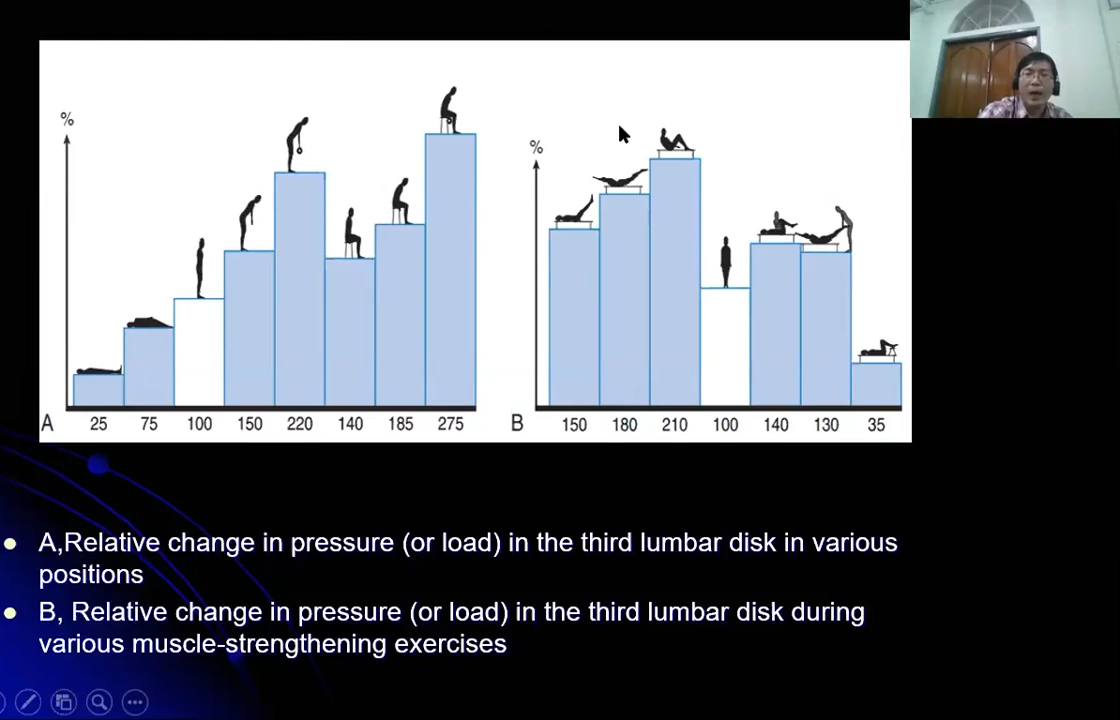 %
A 25 75 100 150 220 140 185 275
%
B 150 180 210 100 140 130 35
A,Relative change in pressure (or load) in the third lumbar disk in various
positions
B, Relative change in pressure (or load) in the third lumbar disk during
various muscle-strengthening exercises